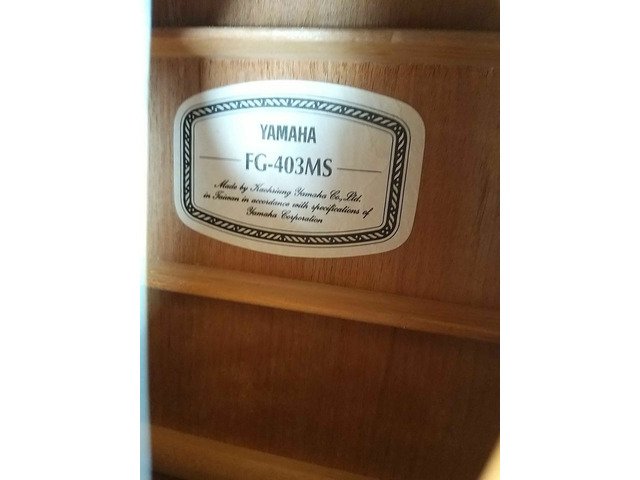 YAMAHA
FG-403MS
Made by Kaohsiung Yamaha Co., Ltd.
in Taiwan in accordance with specifications of
Yamaha Corporation